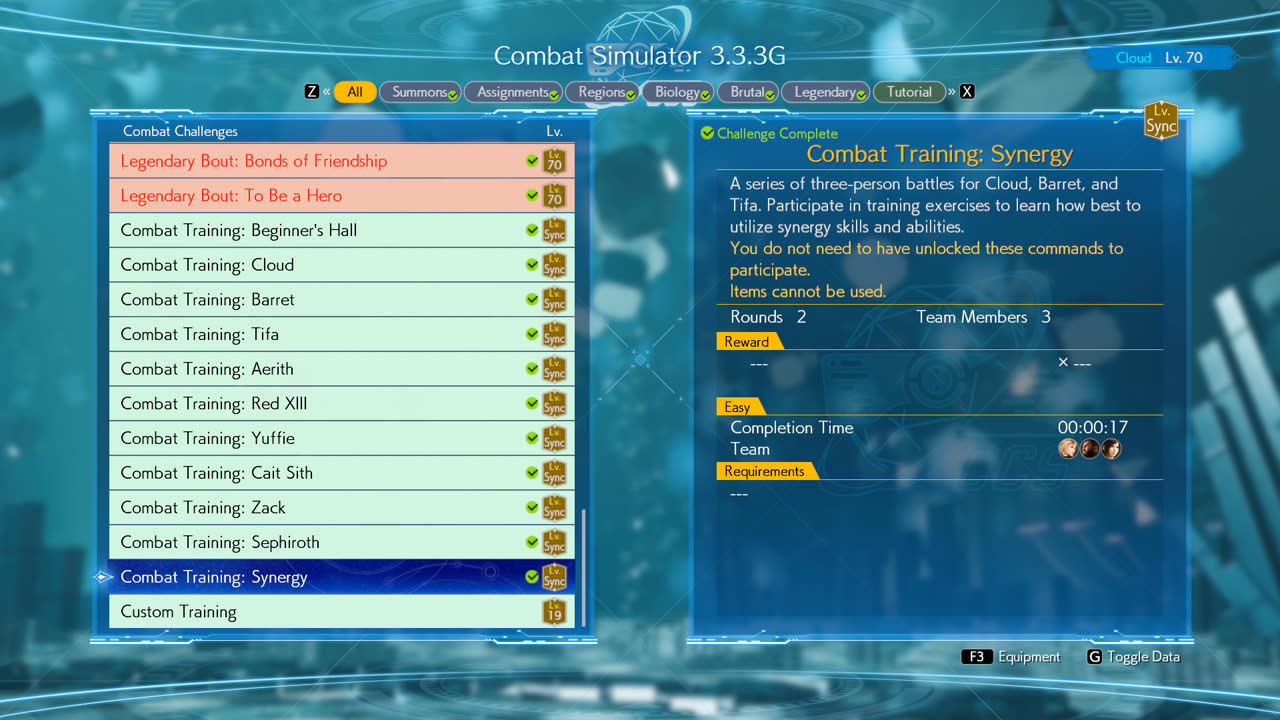 Combat Simulator 3.3.3G
Cloud Lv. 70
Z « All Summons Assignments Regions Biology Brutal Legendary Tutorial » X
Combat Challenges Lv.
Legendary Bout: Bonds of Friendship Lv. 70
Legendary Bout: To Be a Hero Lv. 70
Combat Training: Beginner's Hall Lv. Sync
Combat Training: Cloud Lv. Sync
Combat Training: Barret Lv. Sync
Combat Training: Tifa Lv. Sync
Combat Training: Aerith Lv. Sync
Combat Training: Red XIII Lv. Sync
Combat Training: Yuffie Lv. Sync
Combat Training: Cait Sith Lv. Sync
Combat Training: Zack Lv. Sync
Combat Training: Sephiroth Lv. Sync
Combat Training: Synergy Lv. Sync
Custom Training Lv. 19
Lv. Sync
Challenge Complete
Combat Training: Synergy
A series of three-person battles for Cloud, Barret, and
Tifa. Participate in training exercises to learn how best to
utilize synergy skills and abilities.
You do not need to have unlocked these commands to
participate.
Items cannot be used.
Rounds 2 Team Members 3
Reward
--- × ---
Easy
Completion Time 00:00:17
Team
Requirements
---
F3 Equipment G Toggle Data